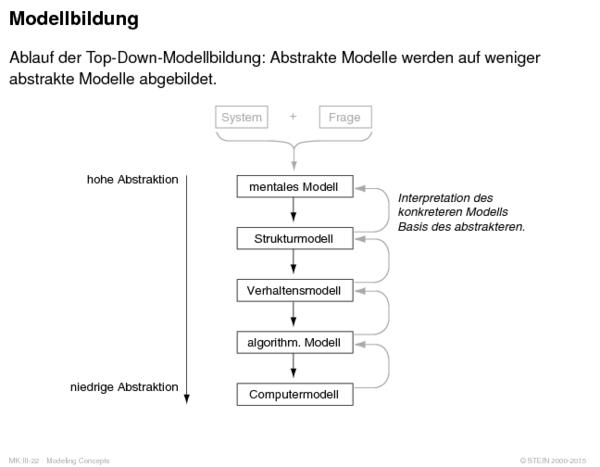 Modellbildung
Ablauf der Top-Down-Modellbildung: Abstrakte Modelle werden auf weniger
abstrakte Modelle abgebildet.
System + Frage
hohe Abstraktion
mentales Modell
Interpretation des
konkreteren Modells
Basis des abstrakteren.
Strukturmodell
Verhaltensmodell
algorithm. Modell
niedrige Abstraktion
Computermodell
MK:III-22 Modeling Concepts
© STEIN 2000-2015